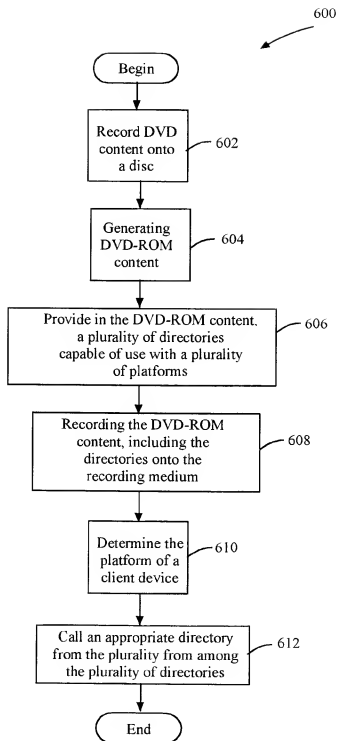 600
Begin
Record DVD
content onto
a disc
602
Generating
DVD-ROM
content
604
Provide in the DVD-ROM content,
a plurality of directories
capable of use with a plurality
of platforms
606
Recording the DVD-ROM
content, including the
directories onto the
recording medium
608
Determine the
platform of a
client device
610
Call an appropriate directory
from the plurality from among
the plurality of directories
612
End